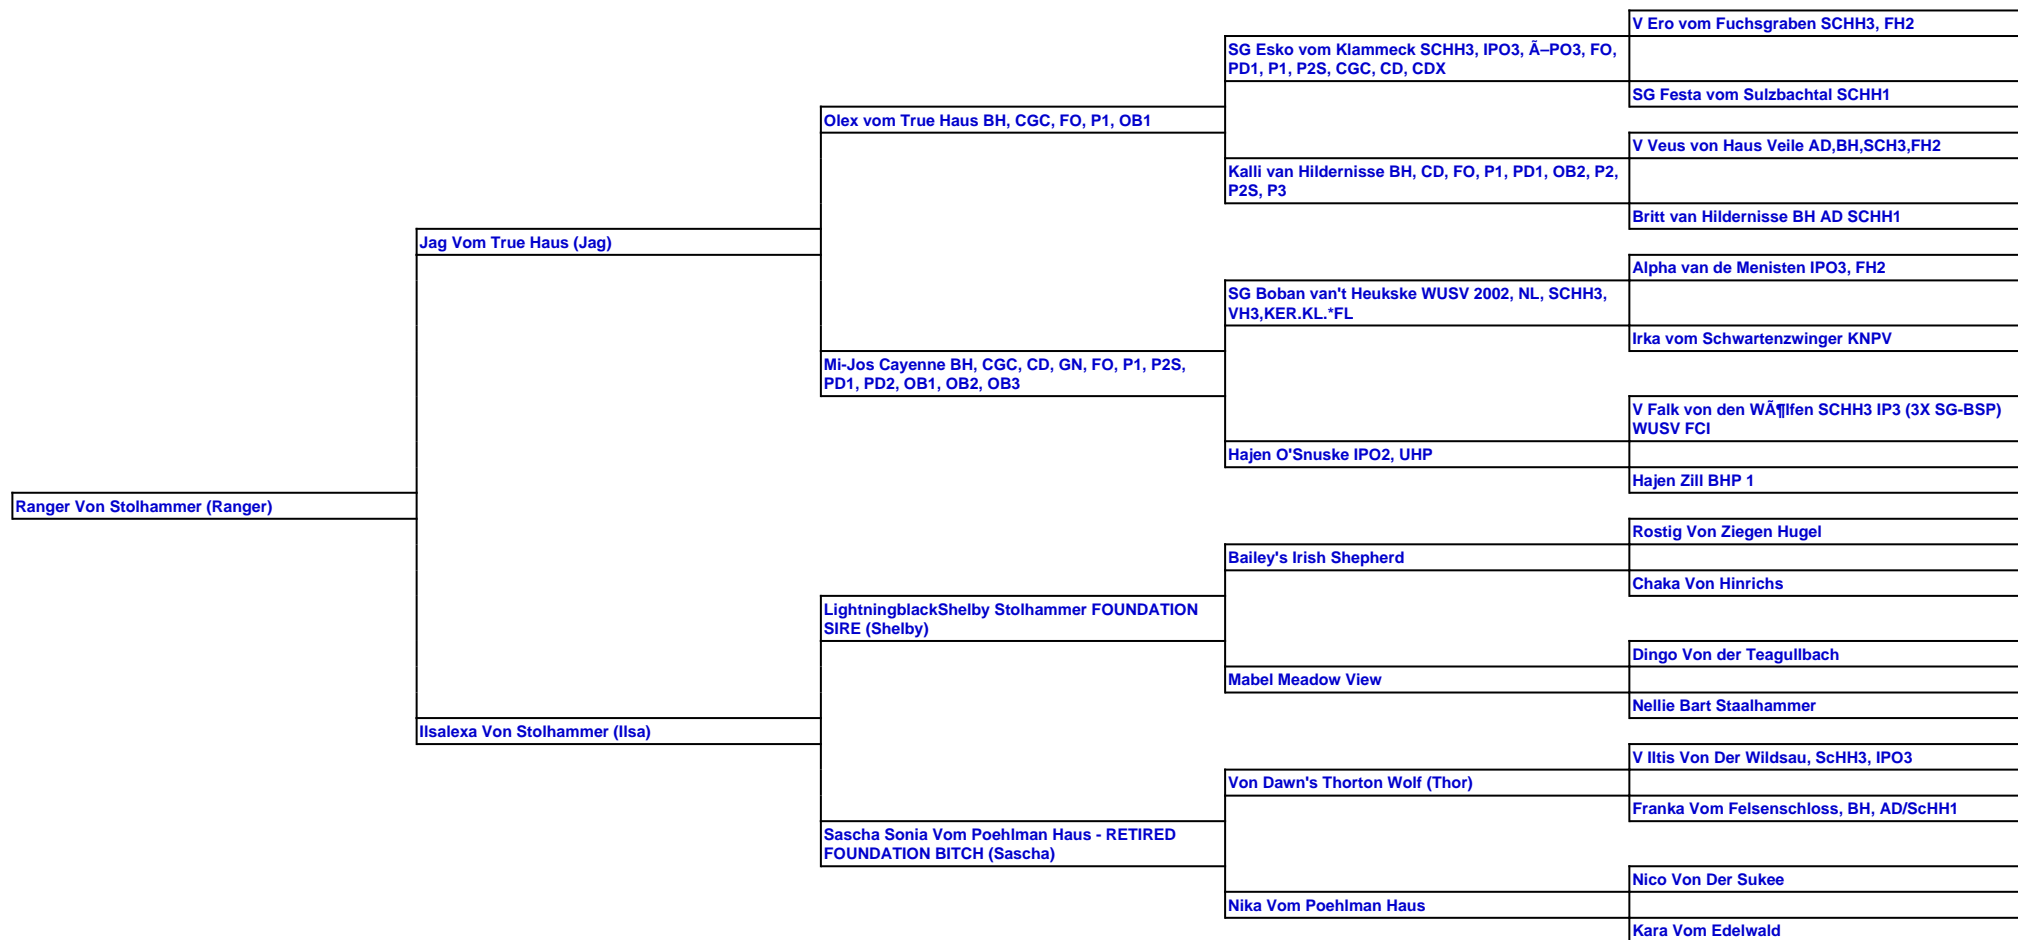 V Ero vom Fuchsgraben SCHH3, FH2
SG Esko vom Klammeck SCHH3, IPO3, Ã–PO3, FO,
PD1, P1, P2S, CGC, CD, CDX
SG Festa vom Sulzbachtal SCHH1
Olex vom True Haus BH, CGC, FO, P1, OB1
V Veus von Haus Veile AD,BH,SCH3,FH2
Kalli van Hildernisse BH, CD, FO, P1, PD1, OB2, P2,
P2S, P3
Britt van Hildernisse BH AD SCHH1
Jag Vom True Haus (Jag)
Alpha van de Menisten IPO3, FH2
SG Boban van't Heukske WUSV 2002, NL, SCHH3,
VH3,KER.KL.*FL
Irka vom Schwartenzwinger KNPV
Mi-Jos Cayenne BH, CGC, CD, GN, FO, P1, P2S,
PD1, PD2, OB1, OB2, OB3
V Falk von den WÃ¶lfen SCHH3 IP3 (3X SG-BSP)
WUSV FCI
Hajen O'Snuske IPO2, UHP
Hajen Zill BHP 1
Ranger Von Stolhammer (Ranger)
Rostig Von Ziegen Hugel
Bailey's Irish Shepherd
Chaka Von Hinrichs
LightningblackShelby Stolhammer FOUNDATION
SIRE (Shelby)
Dingo Von der Teagullbach
Mabel Meadow View
Nellie Bart Staalhammer
Ilsalexa Von Stolhammer (Ilsa)
V Iltis Von Der Wildsau, ScHH3, IPO3
Von Dawn's Thorton Wolf (Thor)
Franka Vom Felsenschloss, BH, AD/ScHH1
Sascha Sonia Vom Poehlman Haus - RETIRED
FOUNDATION BITCH (Sascha)
Nico Von Der Sukee
Nika Vom Poehlman Haus
Kara Vom Edelwald